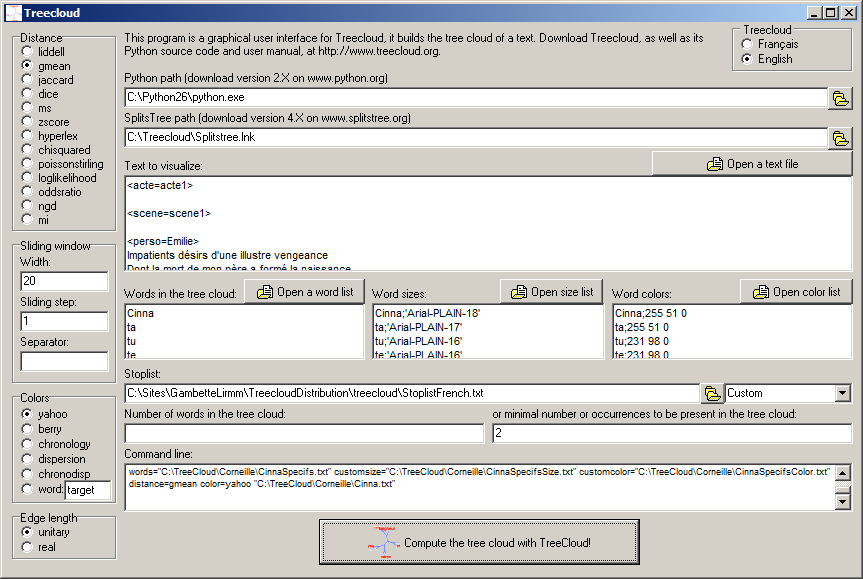 Treecloud
Distance
liddell
gmean
jaccard
dice
ms
zscore
hyperlex
chisquared
poissonstirling
loglikelihood
oddsratio
ngd
mi
Sliding window
Width:
20
Sliding step:
1
Separator:
Colors
yahoo
berry
chronology
dispersion
chronodisp
word: target
Edge length
unitary
real
This program is a graphical user interface for Treecloud, it builds the tree cloud of a text. Download Treecloud, as well as its
Python source code and user manual, at http://www.treecloud.org.
Treecloud
Français
English
Python path (download version 2.X on www.python.org)
C:\Python26\python.exe
SplitsTree path (download version 4.X on www.splitstree.org)
C:\Treecloud\Splitstree.lnk
Text to visualize:
Open a text file
<acte=acte1>
<scene=scene1>
<perso=Emilie>
Impatients désirs d'une illustre vengeance
Dont la mort de mon père a formé la naissance
Words in the tree cloud:
Open a word list
Cinna
ta
tu
te
Word sizes:
Open size list
Cinna;'Arial-PLAIN-18'
ta;'Arial-PLAIN-17'
tu;'Arial-PLAIN-16'
te;'Arial-PLAIN-16'
Word colors:
Open color list
Cinna;255 51 0
ta;255 51 0
tu;231 98 0
te;231 98 0
Stoplist:
C:\Sites\GambetteLirmm\TreecloudDistribution\treecloud\StoplistFrench.txt
Custom
Number of words in the tree cloud:
or minimal number or occurrences to be present in the tree cloud:
2
Command line:
words="C:\TreeCloud\Corneille\CinnaSpecifs.txt" customsize="C:\TreeCloud\Corneille\CinnaSpecifsSize.txt" customcolor="C:\TreeCloud\Corneille\CinnaSpecifsColor.txt"
distance=gmean color=yahoo "C:\TreeCloud\Corneille\Cinna.txt"
Compute the tree cloud with TreeCloud!